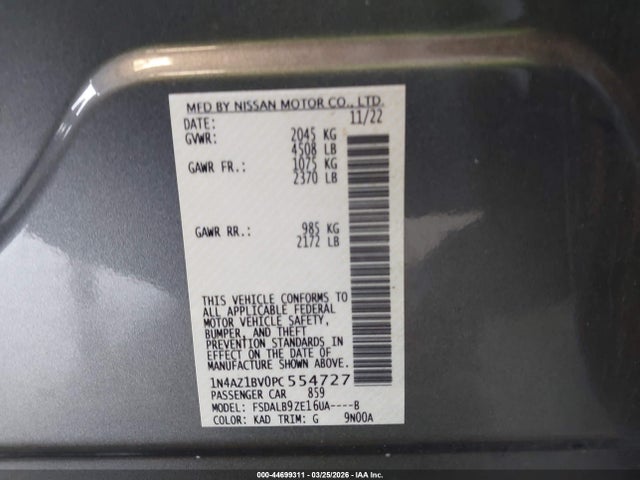 MFD BY NISSAN MOTOR CO., LTD.
DATE: 11/22
GVWR: 2045 KG
4508 LB
GAWR FR.: 1075 KG
2370 LB
GAWR RR.: 985 KG
2172 LB
THIS VEHICLE CONFORMS TO
ALL APPLICABLE FEDERAL
MOTOR VEHICLE SAFETY,
BUMPER, AND THEFT
PREVENTION STANDARDS IN
EFFECT ON THE DATE OF
MANUFACTURE SHOWN ABOVE.
1N4AZ1BV0PC554727
PASSENGER CAR 859
MODEL: FSDALB9ZE16UA----B
COLOR: KAD TRIM: G 9N00A
000-44699311 - 03/25/2026 - IAA Inc.